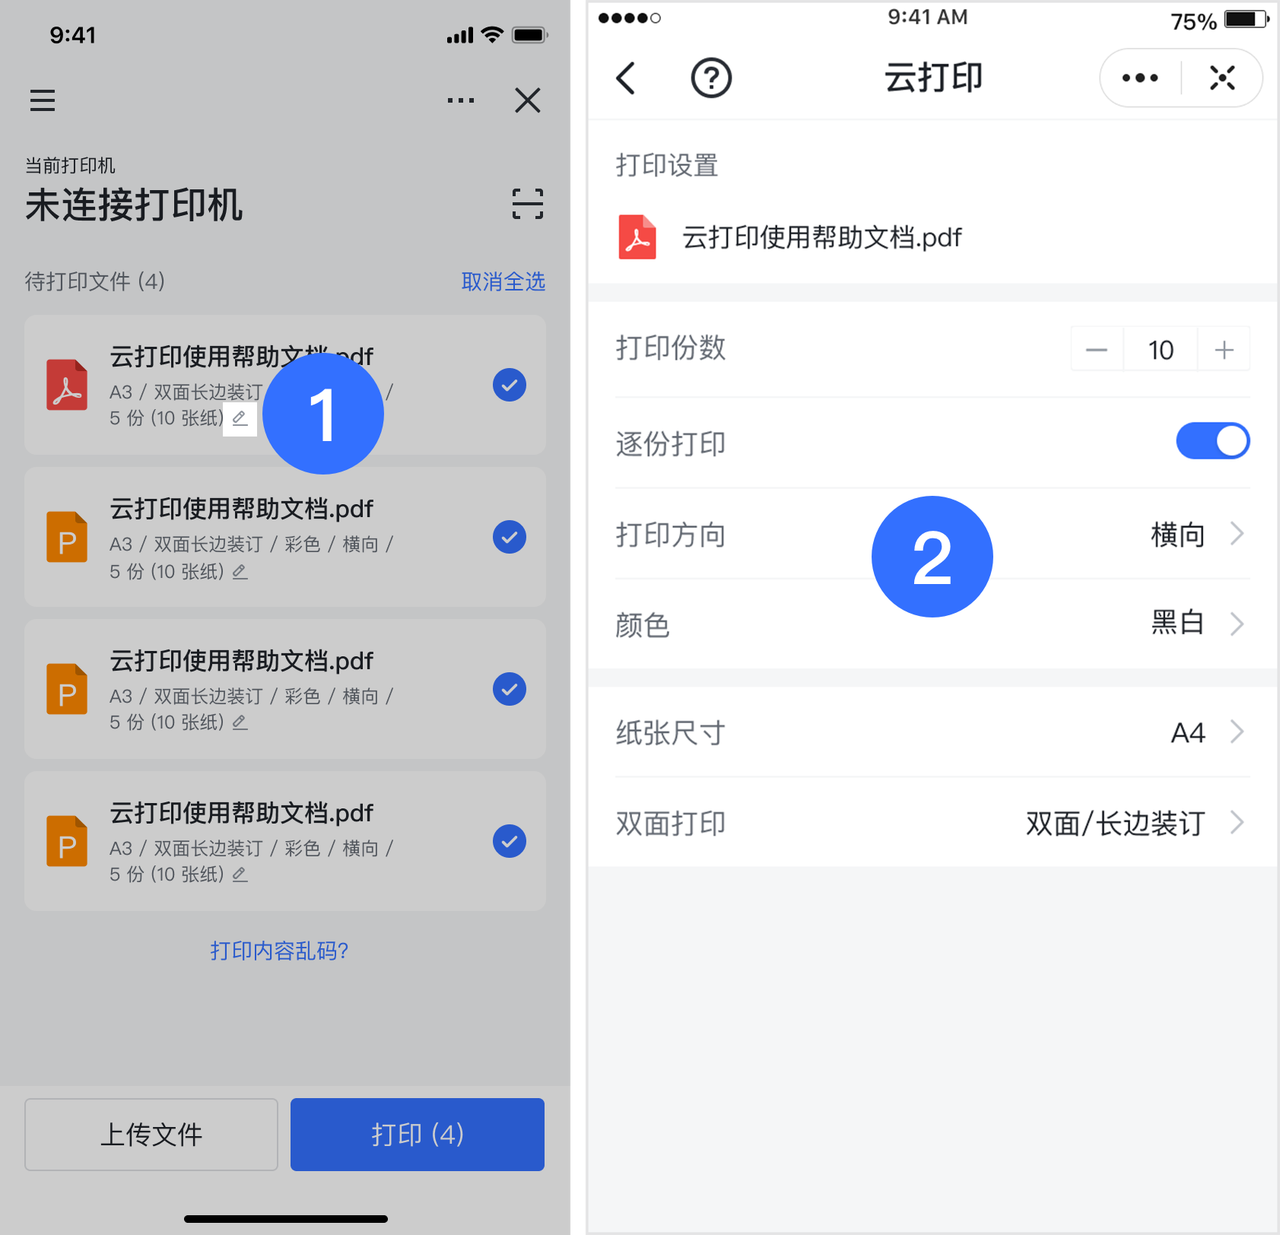 9:41
当前打印机
未连接打印机
待打印文件 (4)
取消全选
云打印使用帮助文档.pdf
A3 / 双面长边装订 /
5 份 (10 张纸)
1
P
云打印使用帮助文档.pdf
A3 / 双面长边装订 / 彩色 / 横向 /
5 份 (10 张纸)
P
云打印使用帮助文档.pdf
A3 / 双面长边装订 / 彩色 / 横向 /
5 份 (10 张纸)
P
云打印使用帮助文档.pdf
A3 / 双面长边装订 / 彩色 / 横向 /
5 份 (10 张纸)
打印内容乱码?
上传文件
打印 (4)
9:41 AM
75%
云打印
打印设置
云打印使用帮助文档.pdf
打印份数
10
逐份打印
打印方向
横向
2
颜色
黑白
纸张尺寸
A4
双面打印
双面/长边装订